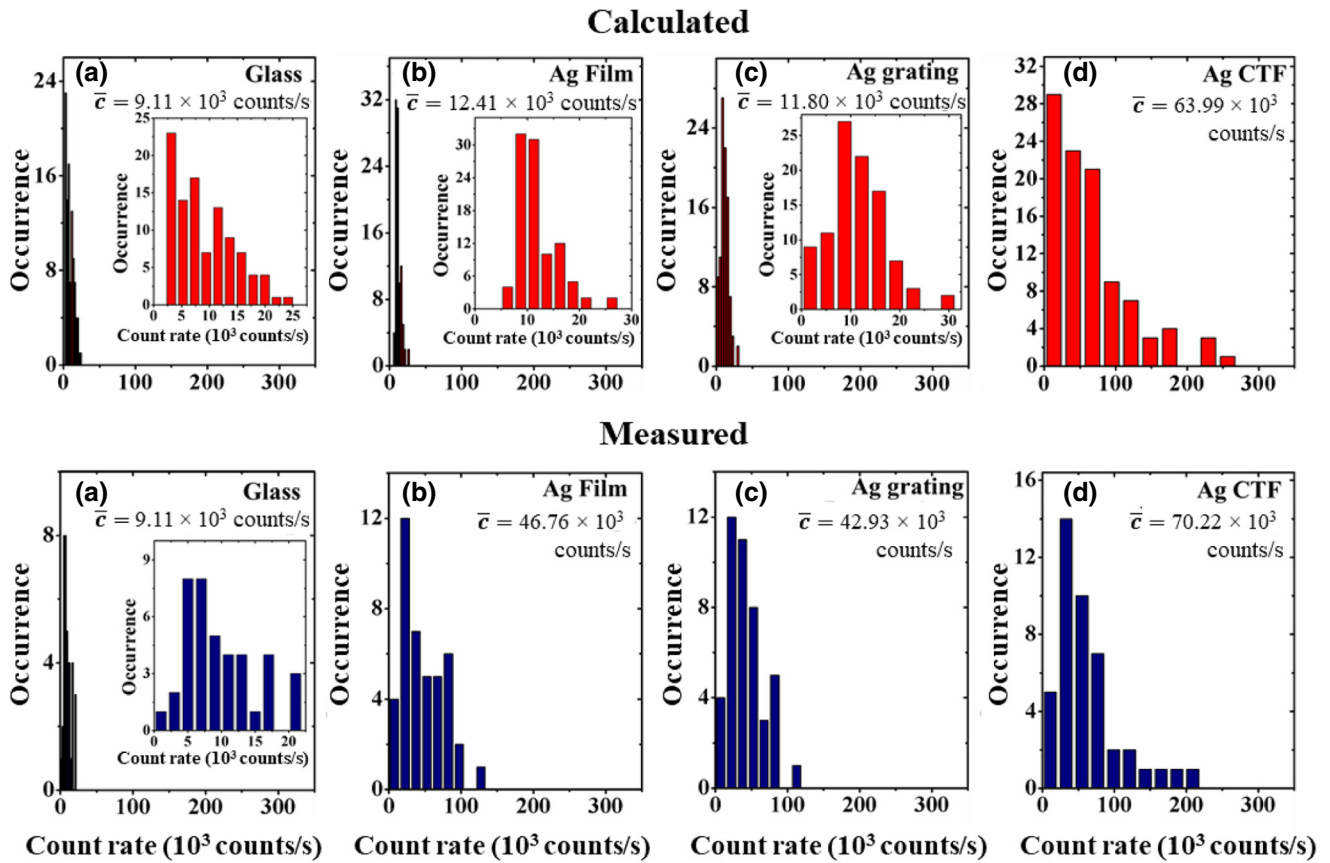 Calculated
(a) Glass
c̅ = 9.11 × 10³ counts/s
(b) Ag Film
c̅ = 12.41 × 10³ counts/s
(c) Ag grating
c̅ = 11.80 × 10³ counts/s
(d) Ag CTF
c̅ = 63.99 × 10³
counts/s
Occurrence
24
16
8
0
0 100 200 300
Occurrence
25
20
15
10
5
0
5 10 15 20 25
Count rate (10³ counts/s)
Occurrence
32
24
16
8
0
0 100 200 300
Occurrence
32
24
16
8
0
0 10 20 30
Count rate (10³ counts/s)
Occurrence
24
16
8
0
0 100 200 300
Occurrence
25
20
15
10
5
0
0 10 20 30
Count rate (10³ counts/s)
Occurrence
32
28
24
20
16
12
8
4
0
0 100 200 300
Measured
(a) Glass
c̅ = 9.11 × 10³ counts/s
(b) Ag Film
c̅ = 46.76 × 10³
counts/s
(c) Ag grating
c̅ = 42.93 × 10³
counts/s
(d) Ag CTF
c̅ = 70.22 × 10³
counts/s
Occurrence
8
4
0
0 100 200 300
Count rate (10³ counts/s)
Occurrence
9
6
3
0
0 5 10 15 20
Count rate (10³ counts/s)
Occurrence
12
8
4
0
0 100 200 300
Count rate (10³ counts/s)
Occurrence
12
8
4
0
0 100 200 300
Count rate (10³ counts/s)
Occurrence
16
12
8
4
0
0 100 200 300
Count rate (10³ counts/s)